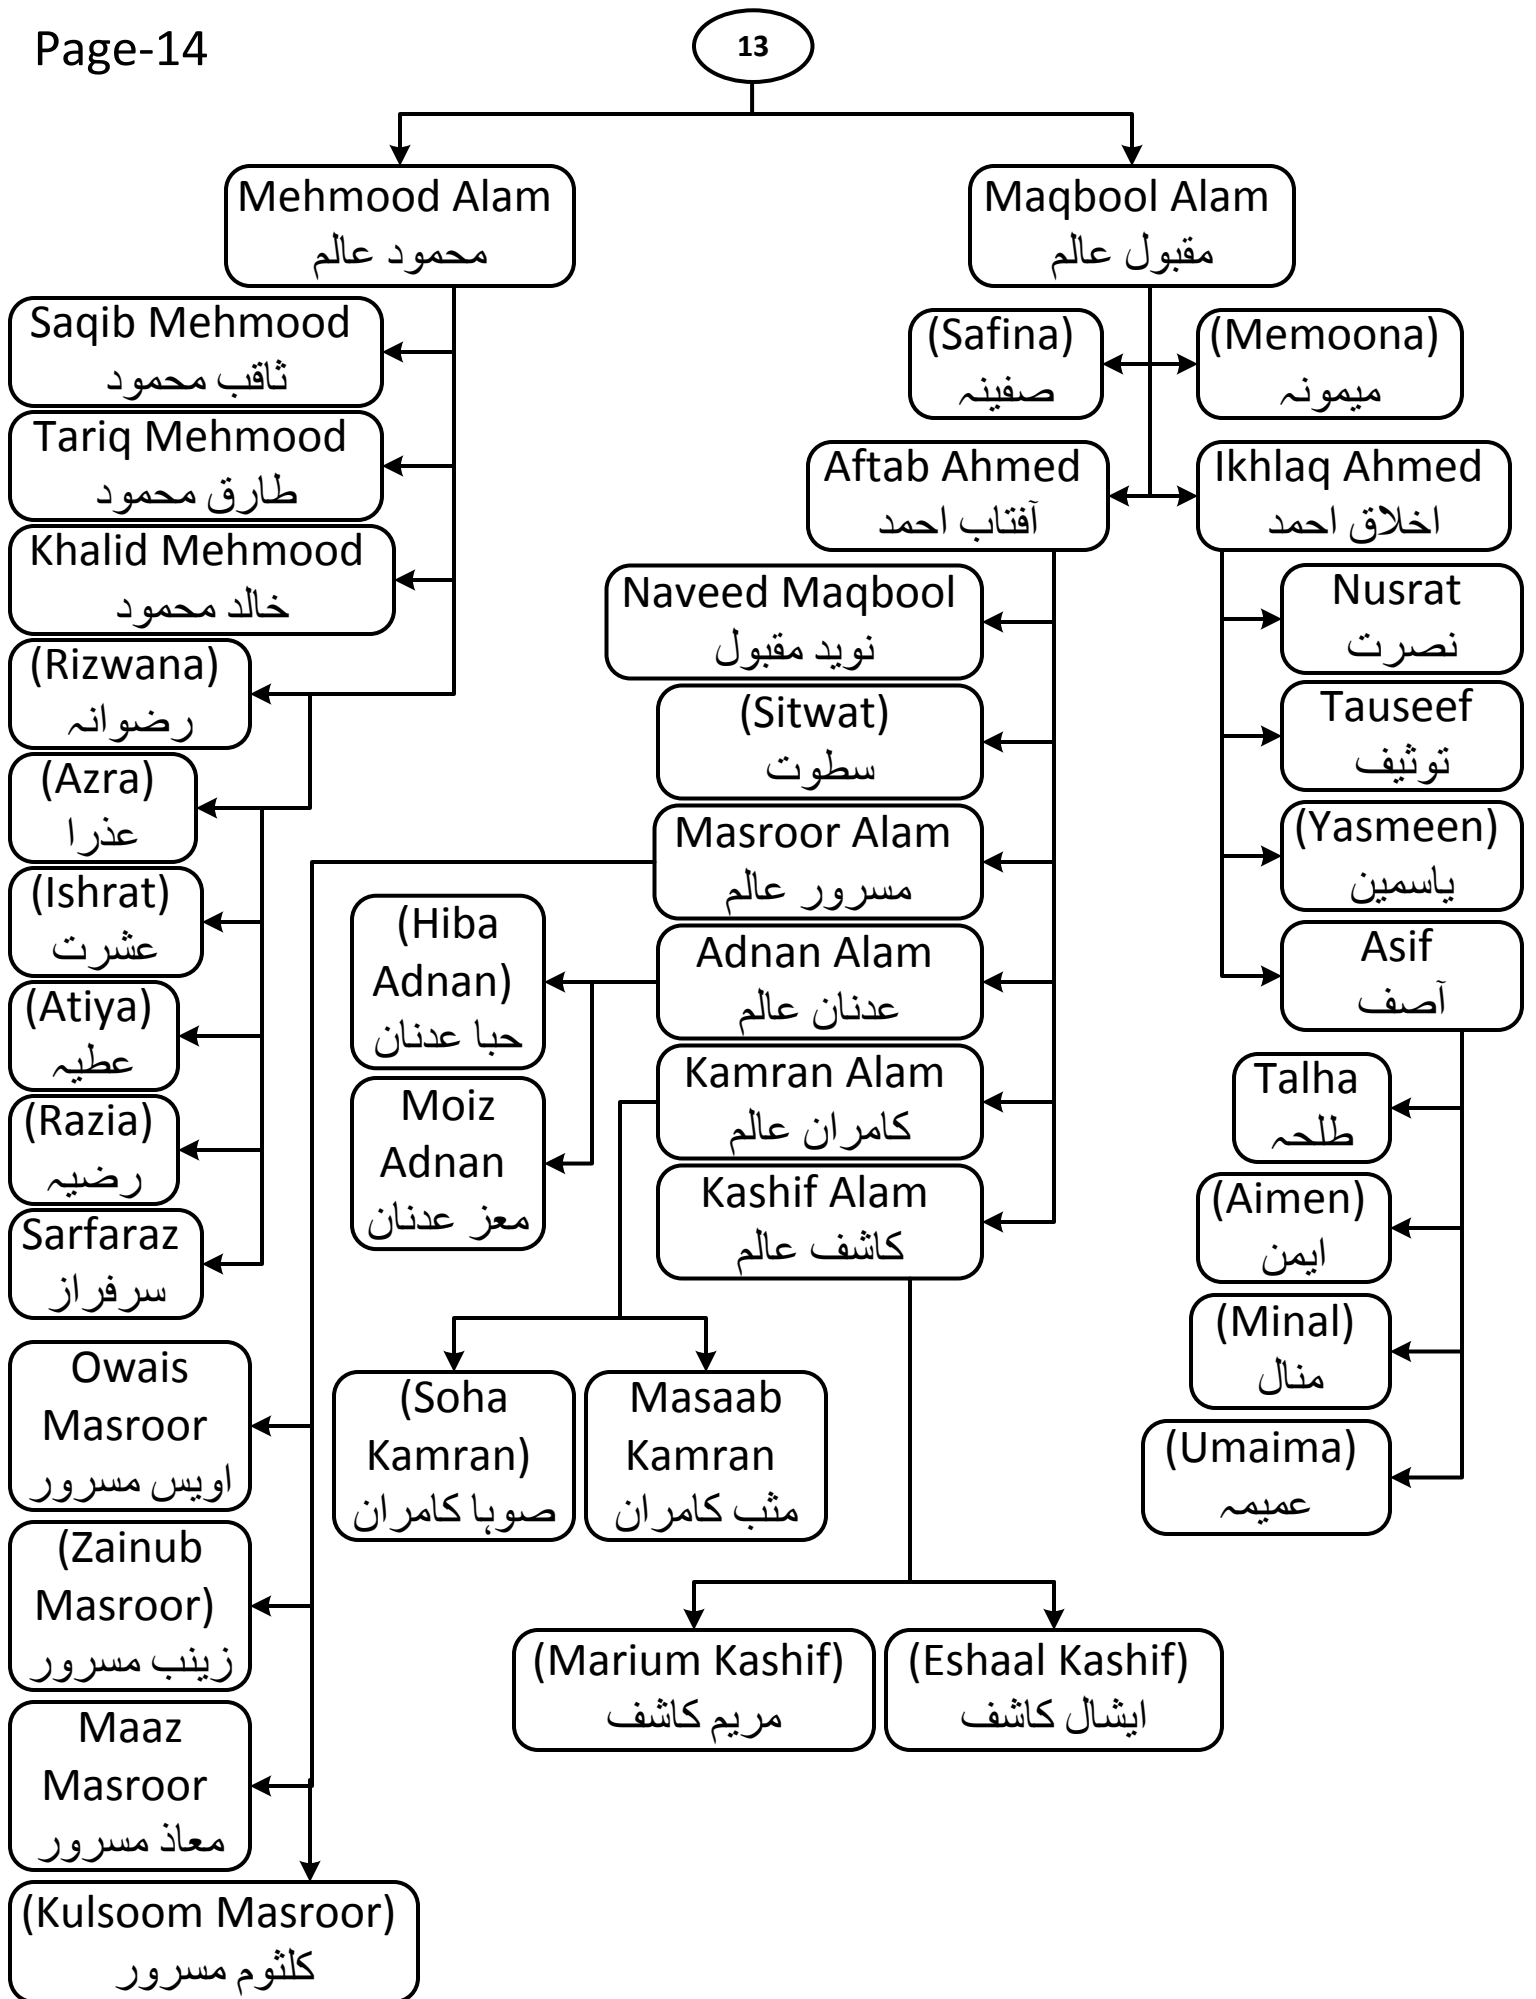 Page-14
13
Mehmood Alam
محمود عالم
Maqbool Alam
مقبول عالم
Saqib Mehmood
ثاقب محمود
Tariq Mehmood
طارق محمود
Khalid Mehmood
خالد محمود
(Rizwana)
رضوانہ
(Azra)
عذرا
(Ishrat)
عشرت
(Atiya)
عطیہ
(Razia)
رضیہ
Sarfaraz
سرفراز
(Safina)
صفینہ
(Memoona)
میمونہ
Aftab Ahmed
آفتاب احمد
Ikhlaq Ahmed
اخلاق احمد
Naveed Maqbool
نوید مقبول
(Sitwat)
سطوت
Masroor Alam
مسرور عالم
Adnan Alam
عدنان عالم
Kamran Alam
کامران عالم
Kashif Alam
کاشف عالم
Nusrat
نصرت
Tauseef
توثیف
(Yasmeen)
یاسمین
Asif
آصف
Talha
طلحہ
(Aimen)
ایمن
(Minal)
منال
(Umaima)
عمیمہ
(Hiba
Adnan)
حبا عدنان
Moiz
Adnan
معز عدنان
(Soha
Kamran)
صوہا کامران
Masaab
Kamran
مثب کامران
(Marium Kashif)
مریم کاشف
(Eshaal Kashif)
ایشال کاشف
Owais
Masroor
اویس مسرور
(Zainub
Masroor)
زینب مسرور
Maaz
Masroor
معاذ مسرور
(Kulsoom Masroor)
کلثوم مسرور